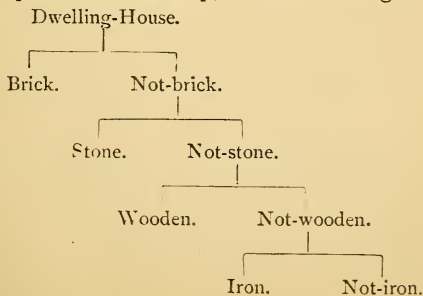 Dwelling-House.
Brick. Not-brick.
Stone. Not-stone.
Wooden. Not-wooden.
Iron. Not-iron.